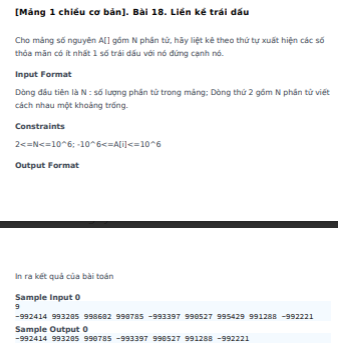 [Mảng 1 chiều cơ bản]. Bài 18. Liền kề trái dấu
Cho mảng số nguyên A[] gồm N phần tử, hãy liệt kê theo thứ tự xuất hiện các số
thỏa mãn có ít nhất 1 số trái dấu với nó đứng cạnh nó.
Input Format
Dòng đầu tiên là N : số lượng phần tử trong mảng; Dòng thứ 2 gồm N phần tử viết
cách nhau một khoảng trống.
Constraints
2<=N<=10^6; -10^6<=A[i]<=10^6
Output Format
In ra kết quả của bài toán
Sample Input 0
9
-992414 993205 998602 990785 -993397 990527 995429 991288 -992221
Sample Output 0
-992414 993205 990785 -993397 990527 991288 -992221